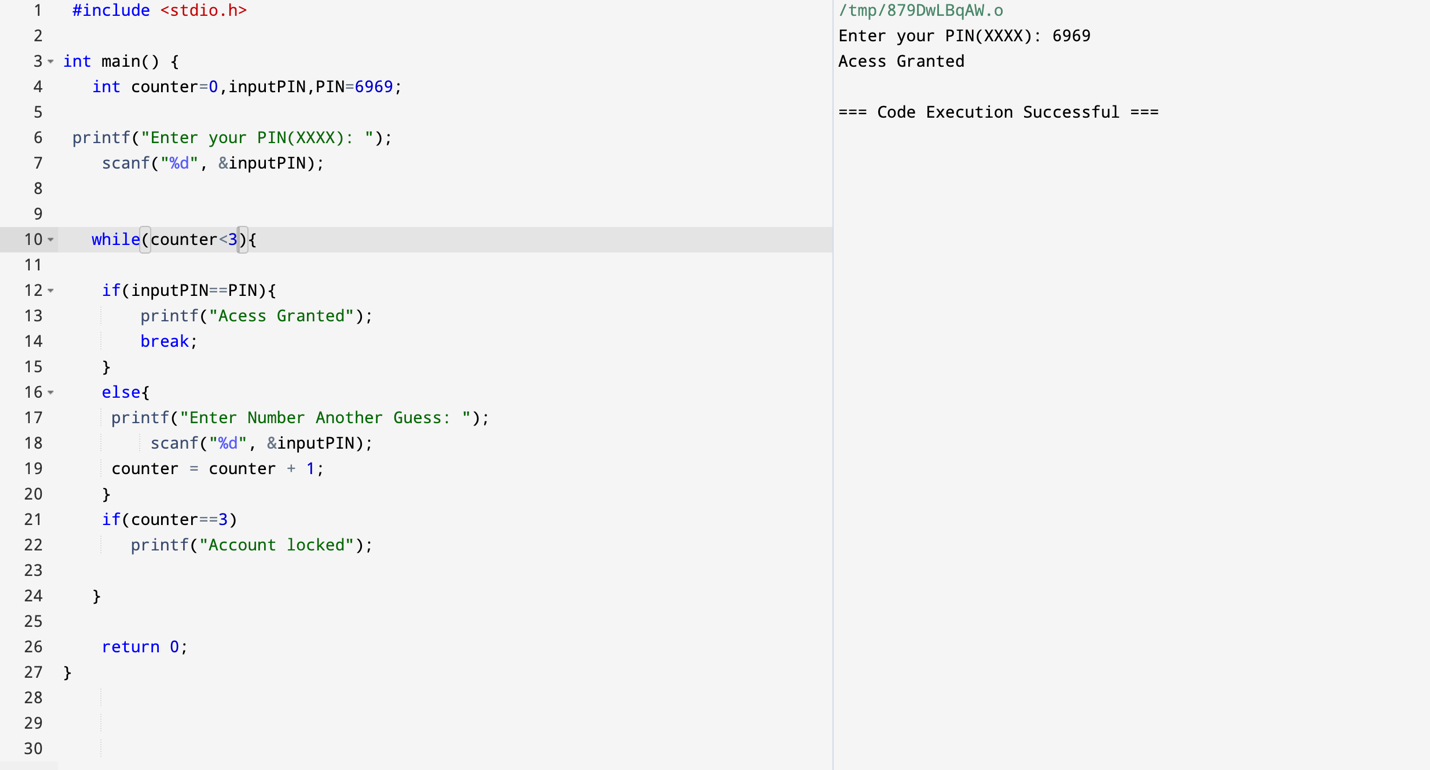 1 #include <stdio.h>
2
3 int main() {
4 int counter=0,inputPIN,PIN=6969;
5
6 printf("Enter your PIN(XXXX): ");
7 scanf("%d", &inputPIN);
8
9
10 while(counter<3){
11
12 if(inputPIN==PIN){
13 printf("Acess Granted");
14 break;
15 }
16 else{
17 printf("Enter Number Another Guess: ");
18 scanf("%d", &inputPIN);
19 counter = counter + 1;
20 }
21 if(counter==3)
22 printf("Account locked");
23
24 }
25
26 return 0;
27 }
28
29
30
/tmp/879DwLBqAW.o
Enter your PIN(XXXX): 6969
Acess Granted
=== Code Execution Successful ===